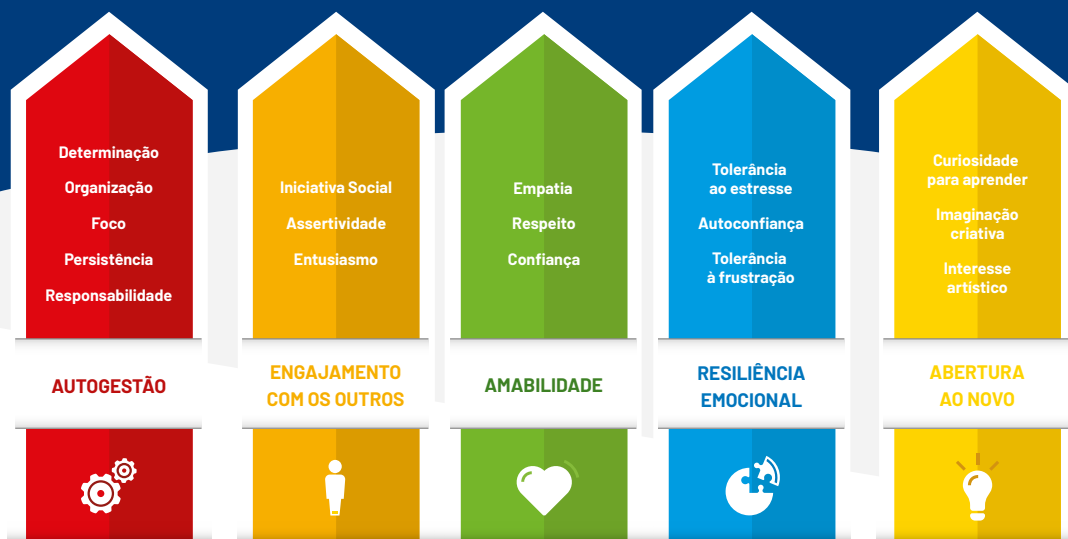 Determinação
Organização
Foco
Persistência
Responsabilidade
AUTOGESTÃO
Iniciativa Social
Assertividade
Entusiasmo
ENGAJAMENTO
COM OS OUTROS
Empatia
Respeito
Confiança
AMABILIDADE
Tolerância
ao estresse
Autoconfiança
Tolerância
à frustração
RESILIÊNCIA
EMOCIONAL
Curiosidade
para aprender
Imaginação
criativa
Interesse
artístico
ABERTURA
AO NOVO